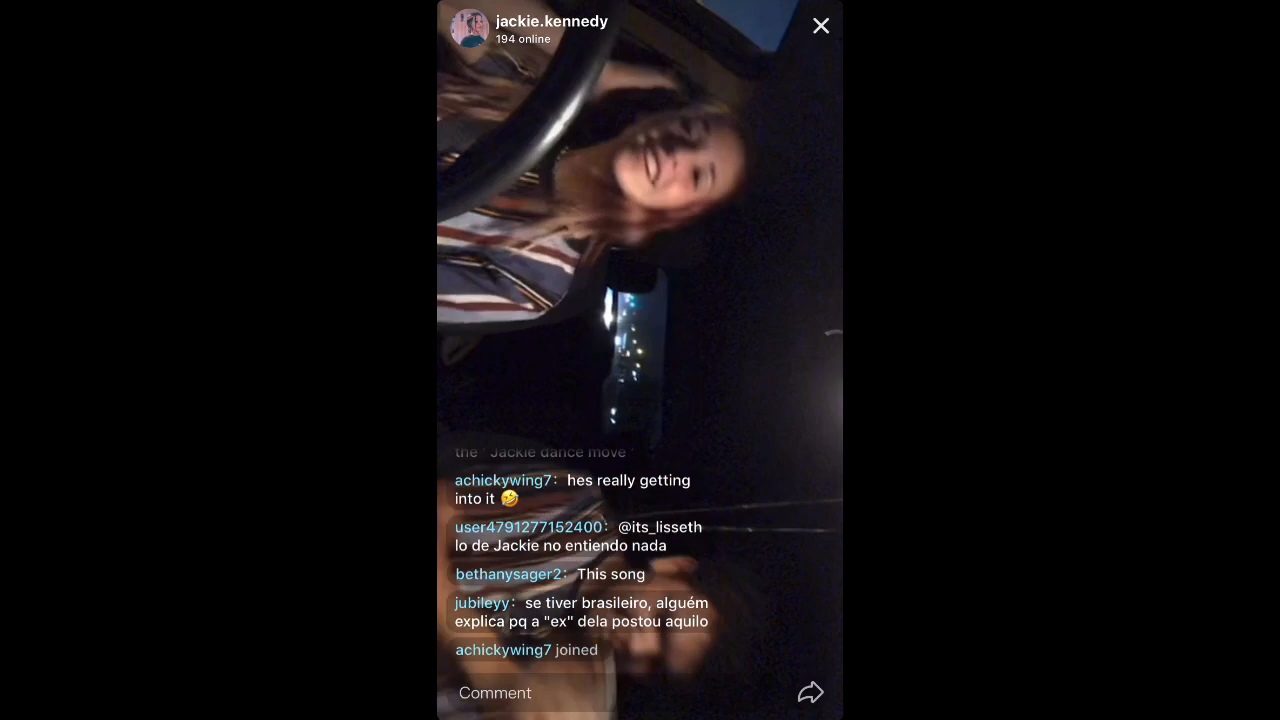 jackie.kennedy
194 online
the " Jackie dance move "
achickywing7: hes really getting
into it 🤣
user4791277152400: @its_lisseth
lo de Jackie no entiendo nada
bethanysager2: This song
jubileyy: se tiver brasileiro, alguém
explica pq a "ex" dela postou aquilo
achickywing7 joined
Comment